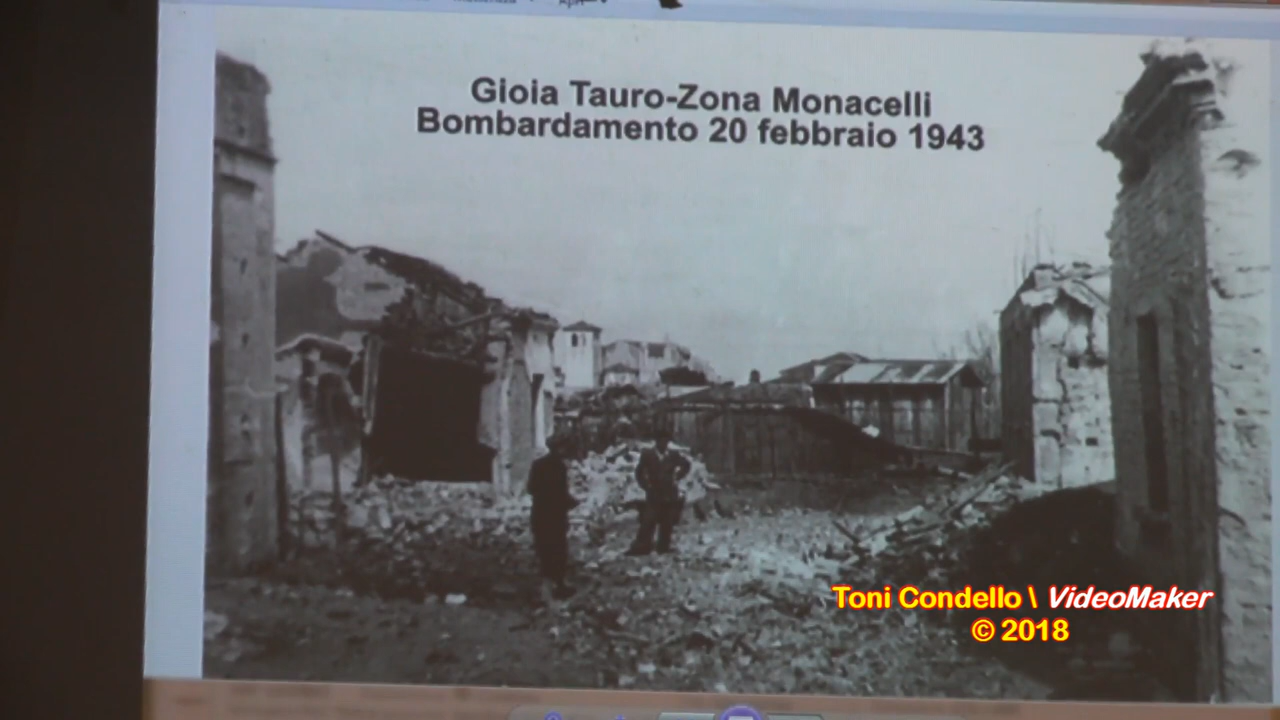 Gioia Tauro-Zona Monacelli
Bombardamento 20 febbraio 1943
Toni Condello \ VideoMaker
© 2018